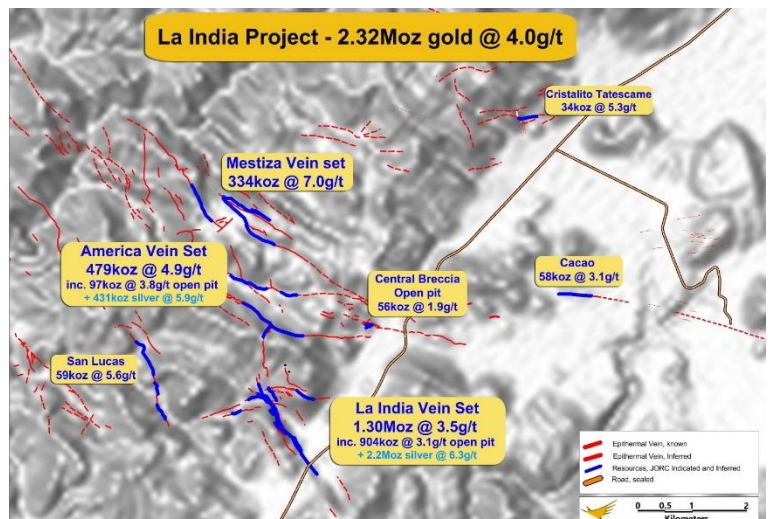 La India Project - 2.32Moz gold @ 4.0g/t
Cristalito Tatescame
34koz @ 5.3g/t
Mestiza Vein set
334koz @ 7.0g/t
America Vein Set
479koz @ 4.9g/t
inc. 97koz @ 3.8g/t open pit
+ 431koz silver @ 5.9g/t
Central Breccia
Open pit
56koz @ 1.9g/t
Cacao
58koz @ 3.1g/t
San Lucas
59koz @ 5.6g/t
La India Vein Set
1.30Moz @ 3.5g/t
inc. 904koz @ 3.1g/t open pit
+ 2.2Moz silver @ 6.3g/t
Epithermal Vein, known
Epithermal Vein, Inferred
Resources, JORC Indicated and Inferred
Road, sealed
0 0.5 1 2
Kilometers